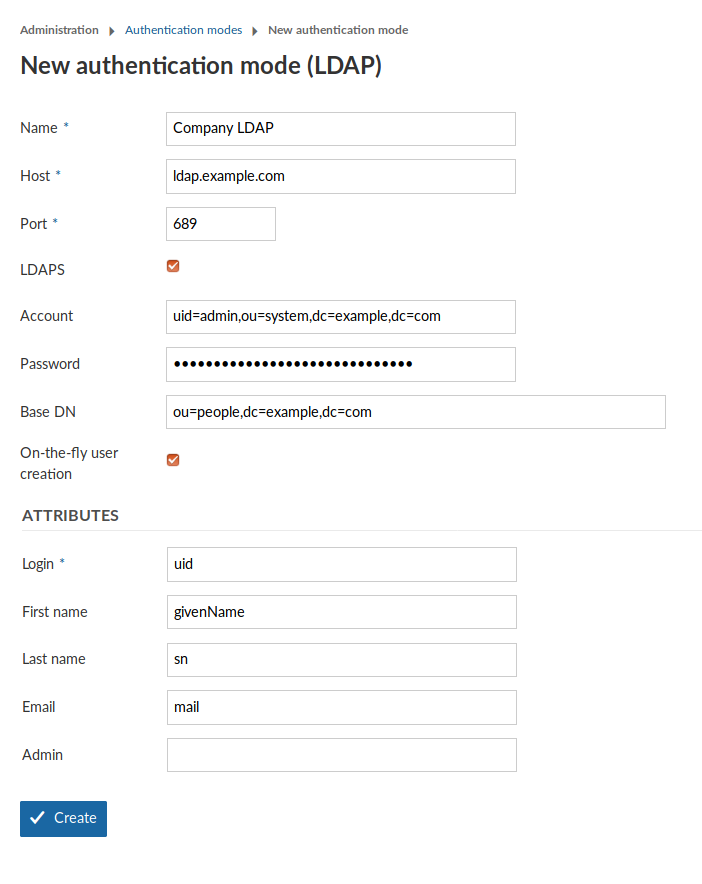 Administration Authentication modes New authentication mode
New authentication mode (LDAP)
Name * Company LDAP
Host * ldap.example.com
Port * 689
LDAPS
Account uid=admin,ou=system,dc=example,dc=com
Password ••••••••••••••••••••••••••••••
Base DN ou=people,dc=example,dc=com
On-the-fly user
creation
ATTRIBUTES
Login * uid
First name givenName
Last name sn
Email mail
Admin
Create